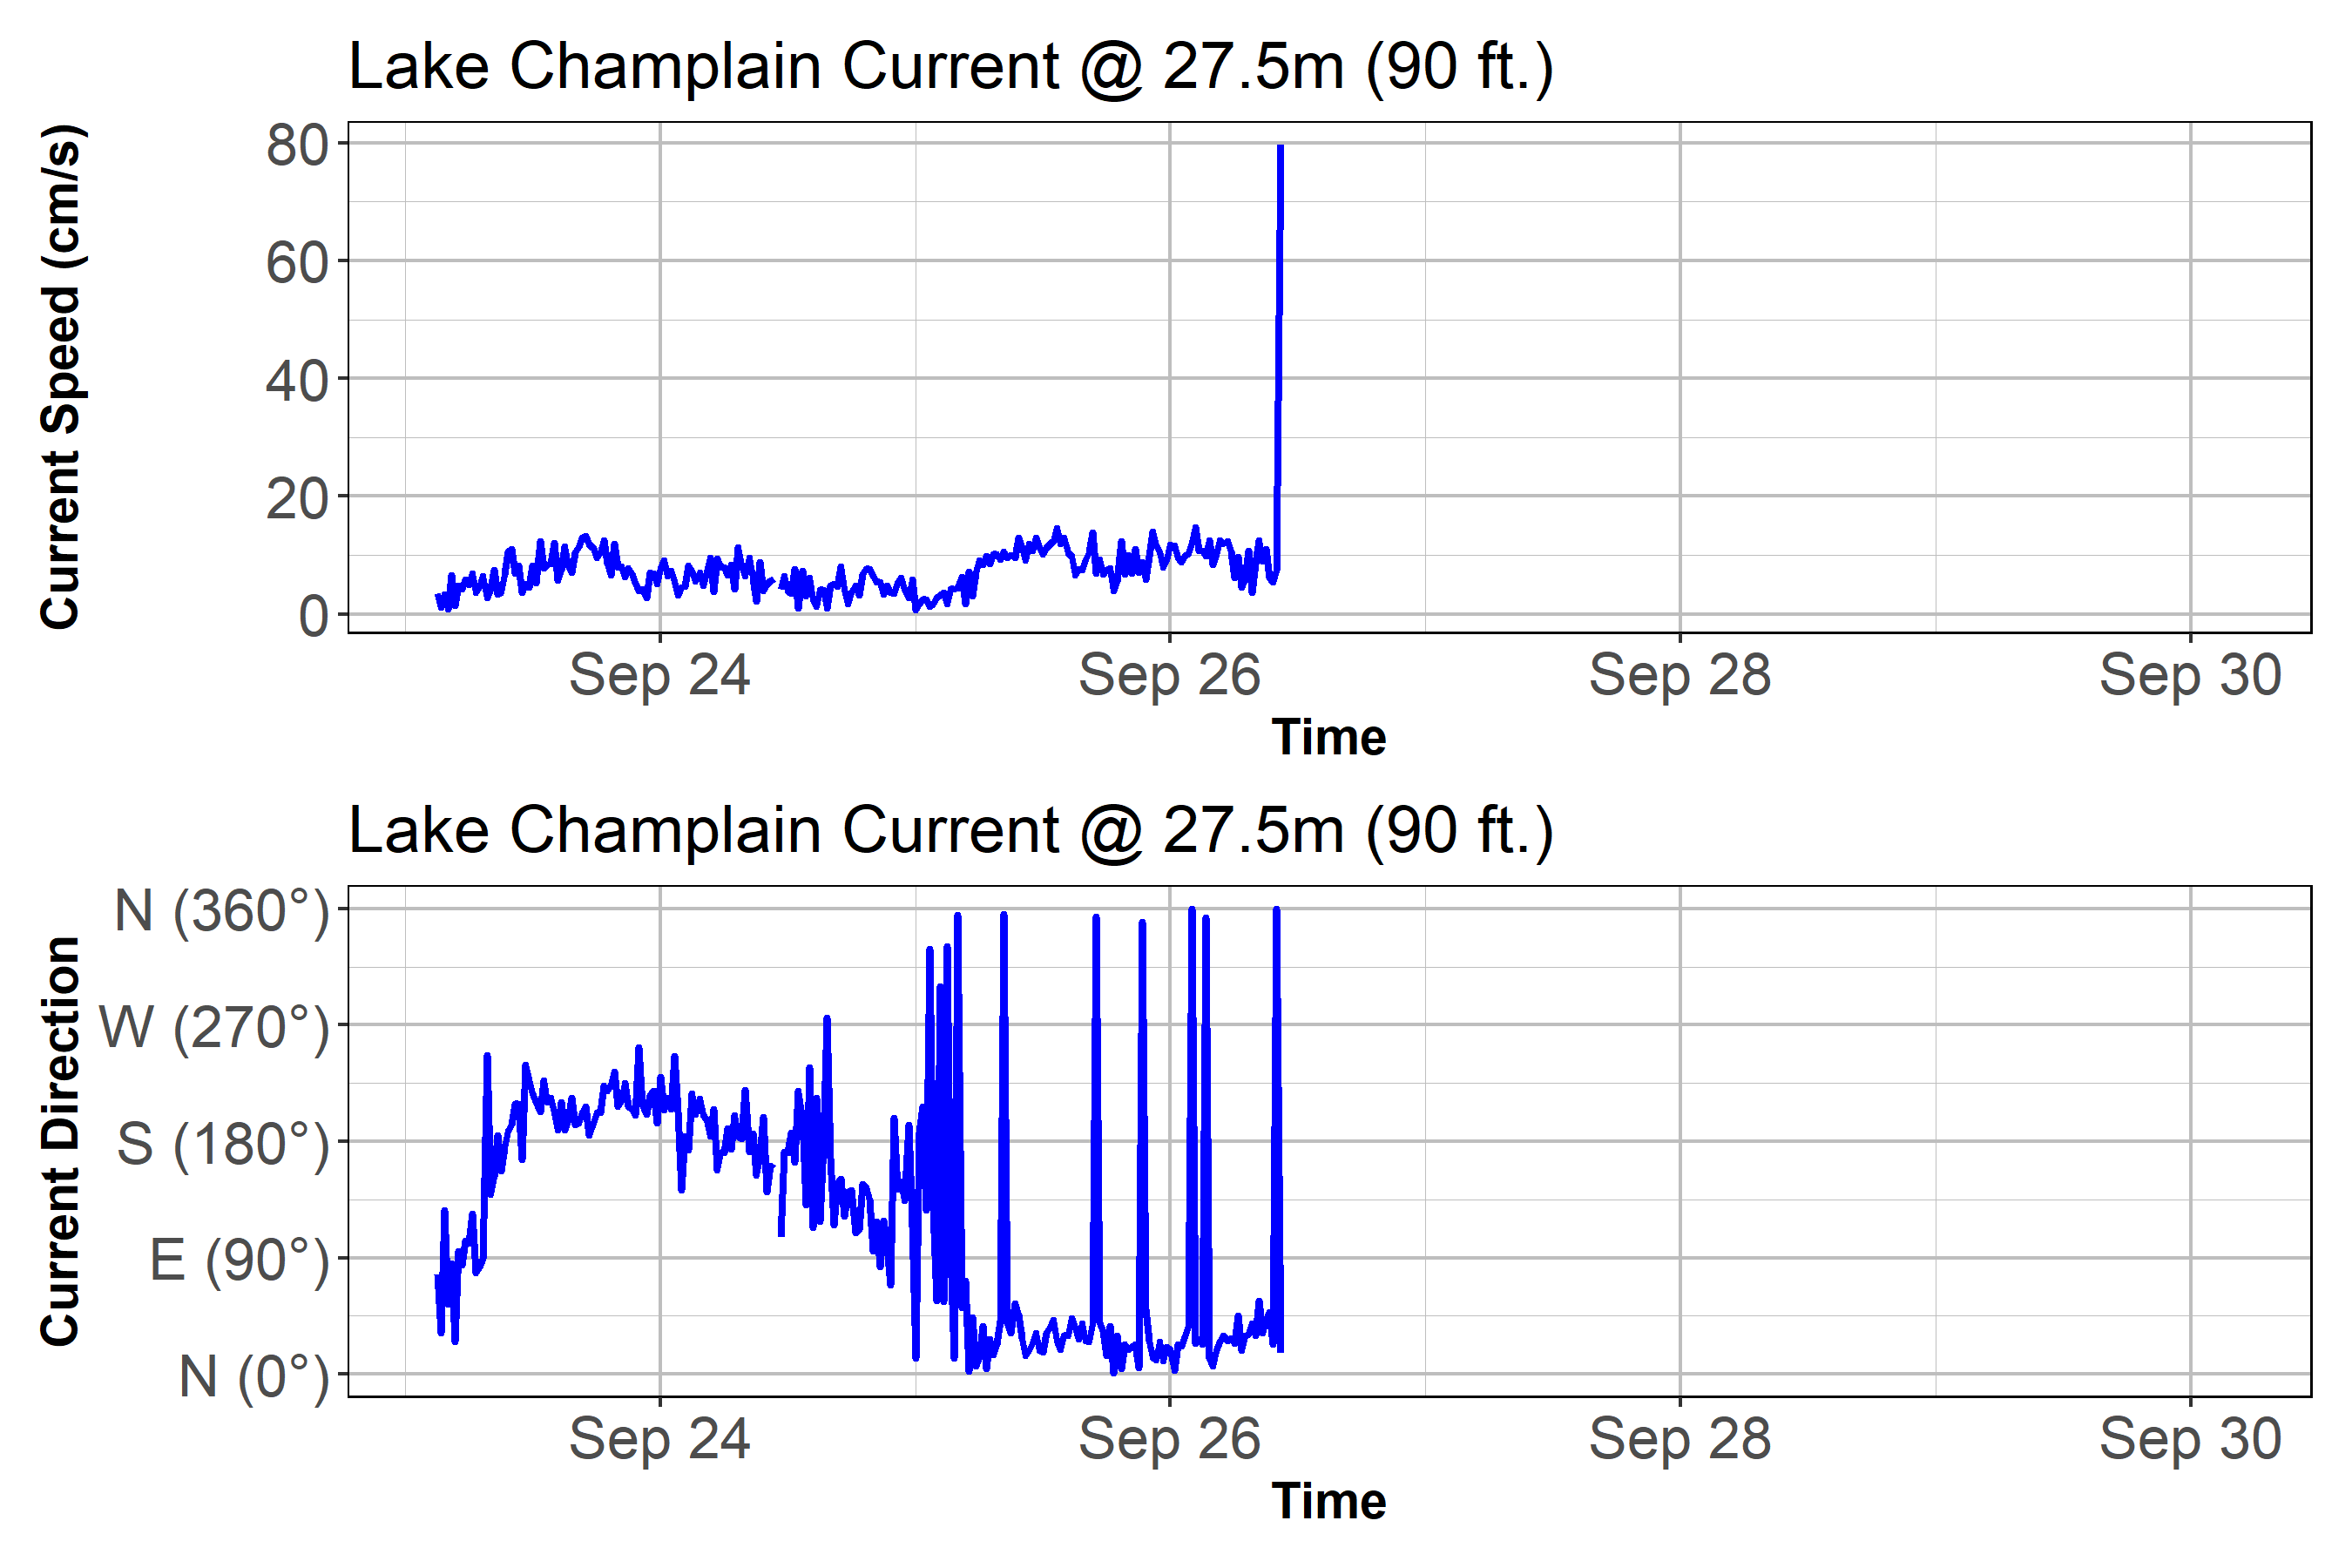 Lake Champlain Current @ 27.5m (90 ft.)
Current Speed (cm/s)
80
60
40
20
0
Sep 24 Sep 26 Sep 28 Sep 30
Time
Lake Champlain Current @ 27.5m (90 ft.)
Current Direction
N (360°)
W (270°)
S (180°)
E (90°)
N (0°)
Sep 24 Sep 26 Sep 28 Sep 30
Time